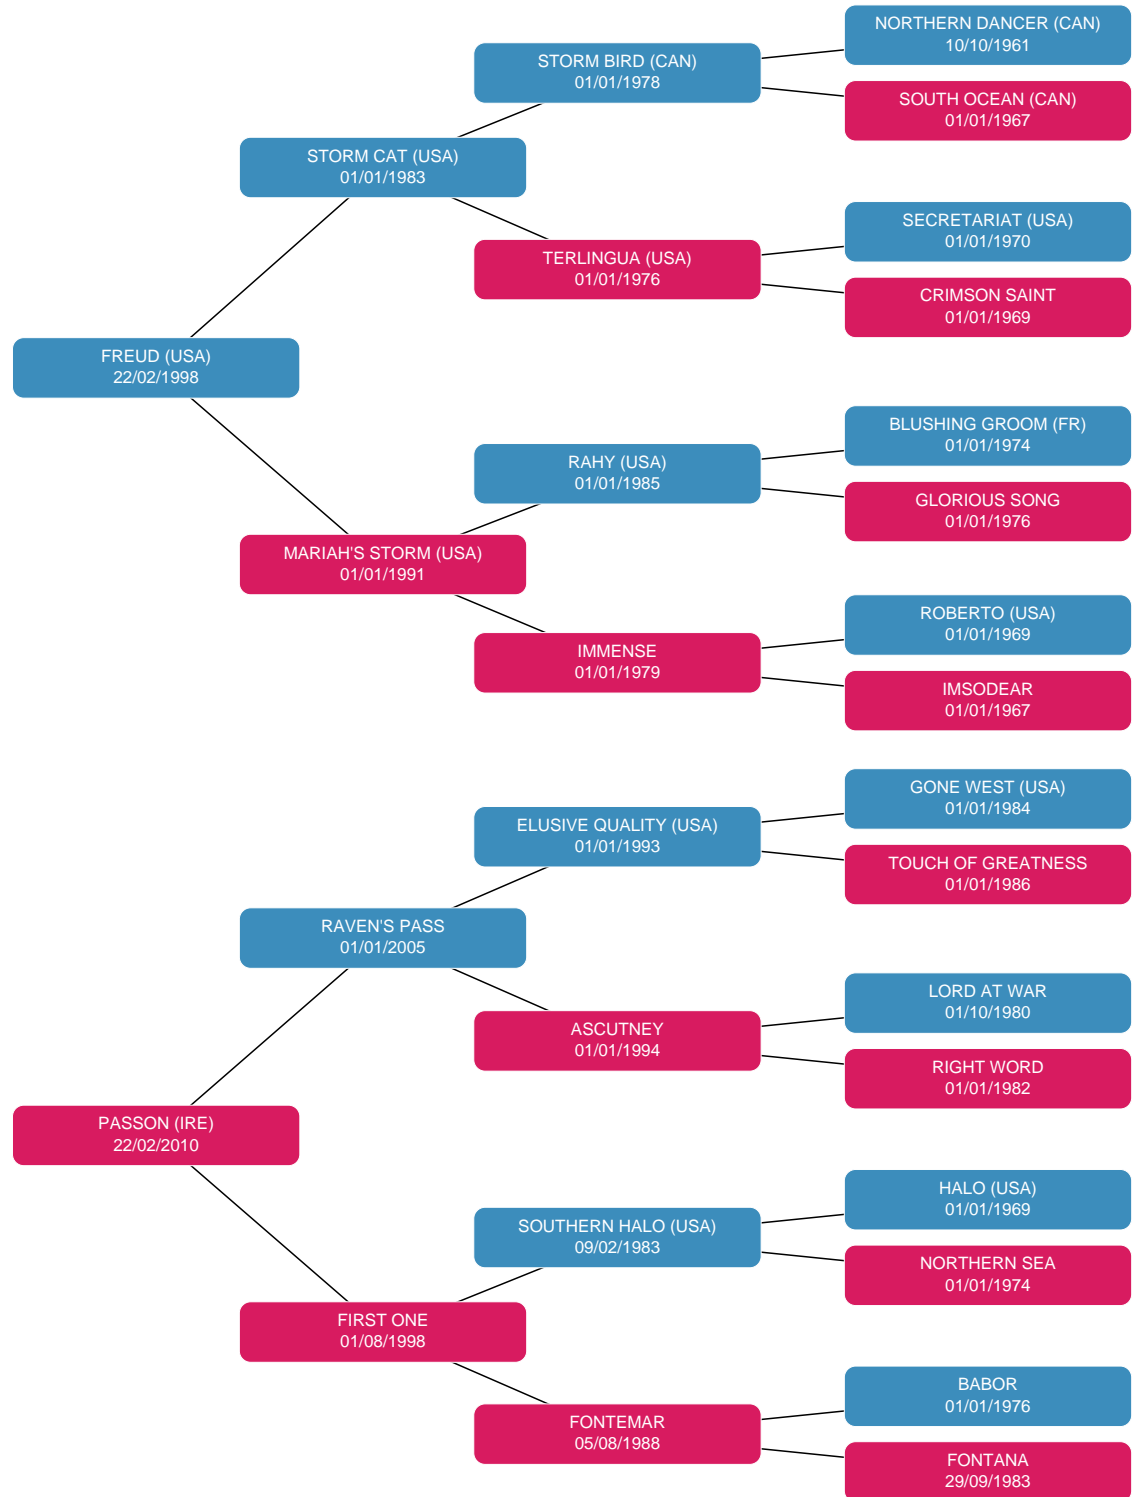 NORTHERN DANCER (CAN)
10/10/1961
STORM BIRD (CAN)
01/01/1978
SOUTH OCEAN (CAN)
01/01/1967
STORM CAT (USA)
01/01/1983
SECRETARIAT (USA)
01/01/1970
TERLINGUA (USA)
01/01/1976
CRIMSON SAINT
01/01/1969
FREUD (USA)
22/02/1998
BLUSHING GROOM (FR)
01/01/1974
RAHY (USA)
01/01/1985
GLORIOUS SONG
01/01/1976
MARIAH'S STORM (USA)
01/01/1991
ROBERTO (USA)
01/01/1969
IMMENSE
01/01/1979
IMSODEAR
01/01/1967
GONE WEST (USA)
01/01/1984
ELUSIVE QUALITY (USA)
01/01/1993
TOUCH OF GREATNESS
01/01/1986
RAVEN'S PASS
01/01/2005
LORD AT WAR
01/10/1980
ASCUTNEY
01/01/1994
RIGHT WORD
01/01/1982
PASSON (IRE)
22/02/2010
HALO (USA)
01/01/1969
SOUTHERN HALO (USA)
09/02/1983
NORTHERN SEA
01/01/1974
FIRST ONE
01/08/1998
BABOR
01/01/1976
FONTEMAR
05/08/1988
FONTANA
29/09/1983